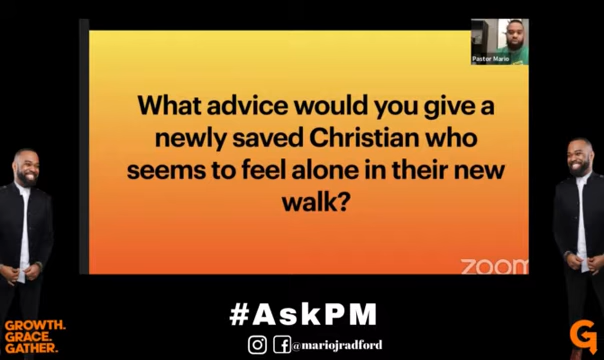 Pastor Mario
What advice would you give a
newly saved Christian who
seems to feel alone in their new
walk?
zoom
#AskPM
@mariojradford
GROWTH.
GRACE.
GATHER.
G